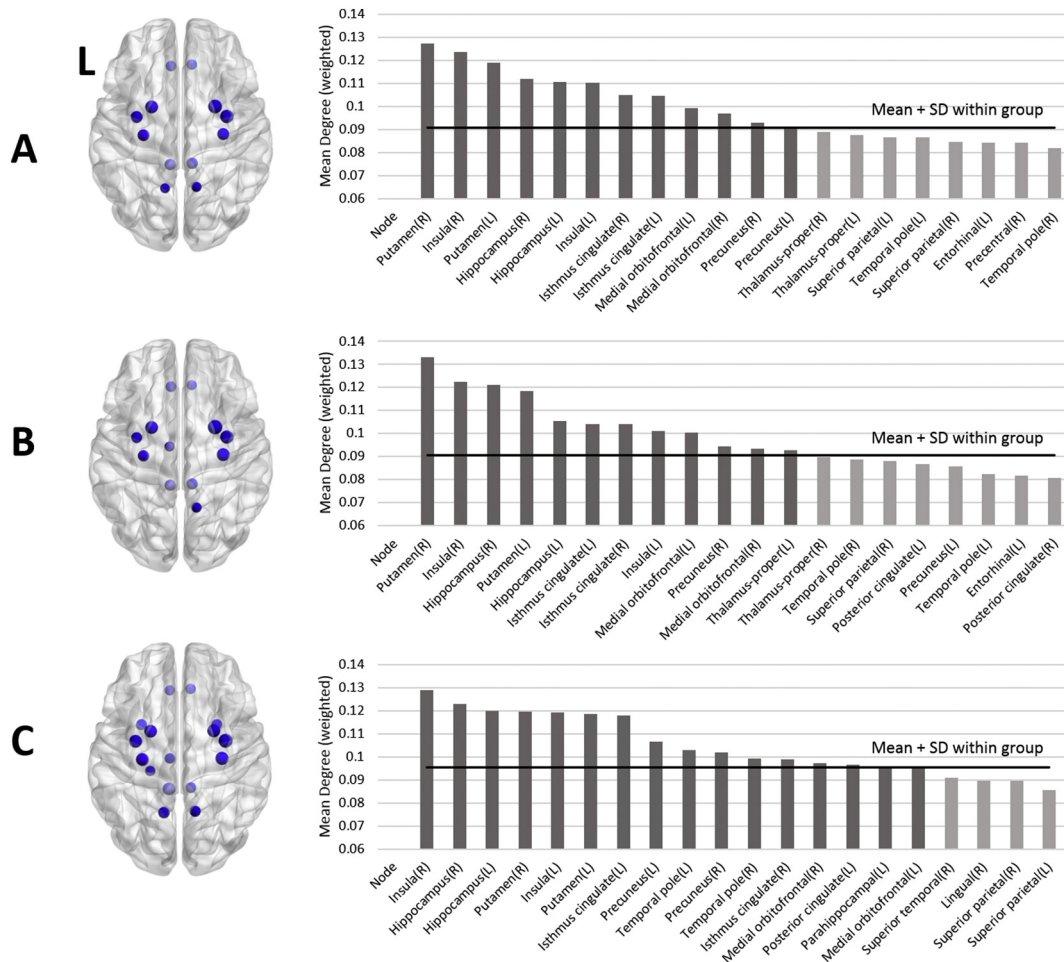 L
A
Mean Degree (weighted)
0.14
0.13
0.12
0.11
0.1
0.09
0.08
0.07
0.06
Mean + SD within group
Node
Putamen(R)
Insula(R)
Putamen(L)
Hippocampus(R)
Hippocampus(L)
Insula(L)
Isthmus cingulate(R)
Isthmus cingulate(L)
Medial orbitofrontal(L)
Medial orbitofrontal(R)
Precuneus(R)
Precuneus(L)
Thalamus-proper(R)
Thalamus-proper(L)
Superior parietal(L)
Temporal pole(L)
Superior parietal(R)
Entorhinal(L)
Precentral(R)
Temporal pole(R)
B
Mean Degree (weighted)
0.14
0.13
0.12
0.11
0.1
0.09
0.08
0.07
0.06
Mean + SD within group
Node
Putamen(R)
Insula(R)
Hippocampus(R)
Putamen(L)
Hippocampus(L)
Isthmus cingulate(L)
Isthmus cingulate(R)
Insula(L)
Medial orbitofrontal(L)
Precuneus(R)
Medial orbitofrontal(R)
Thalamus-proper(L)
Thalamus-proper(R)
Temporal pole(R)
Superior parietal(R)
Posterior cingulate(L)
Precuneus(L)
Temporal pole(L)
Entorhinal(L)
Posterior cingulate(R)
C
Mean Degree (weighted)
0.14
0.13
0.12
0.11
0.1
0.09
0.08
0.07
0.06
Mean + SD within group
Node
Insula(R)
Hippocampus(R)
Hippocampus(L)
Putamen(R)
Insula(L)
Putamen(L)
Isthmus cingulate(L)
Precuneus(L)
Temporal pole(L)
Precuneus(R)
Temporal pole(R)
Isthmus cingulate(R)
Medial orbitofrontal(R)
Posterior cingulate(L)
Parahippocampal(L)
Medial orbitofrontal(L)
Superior temporal(R)
Lingual(R)
Superior parietal(R)
Superior parietal(L)